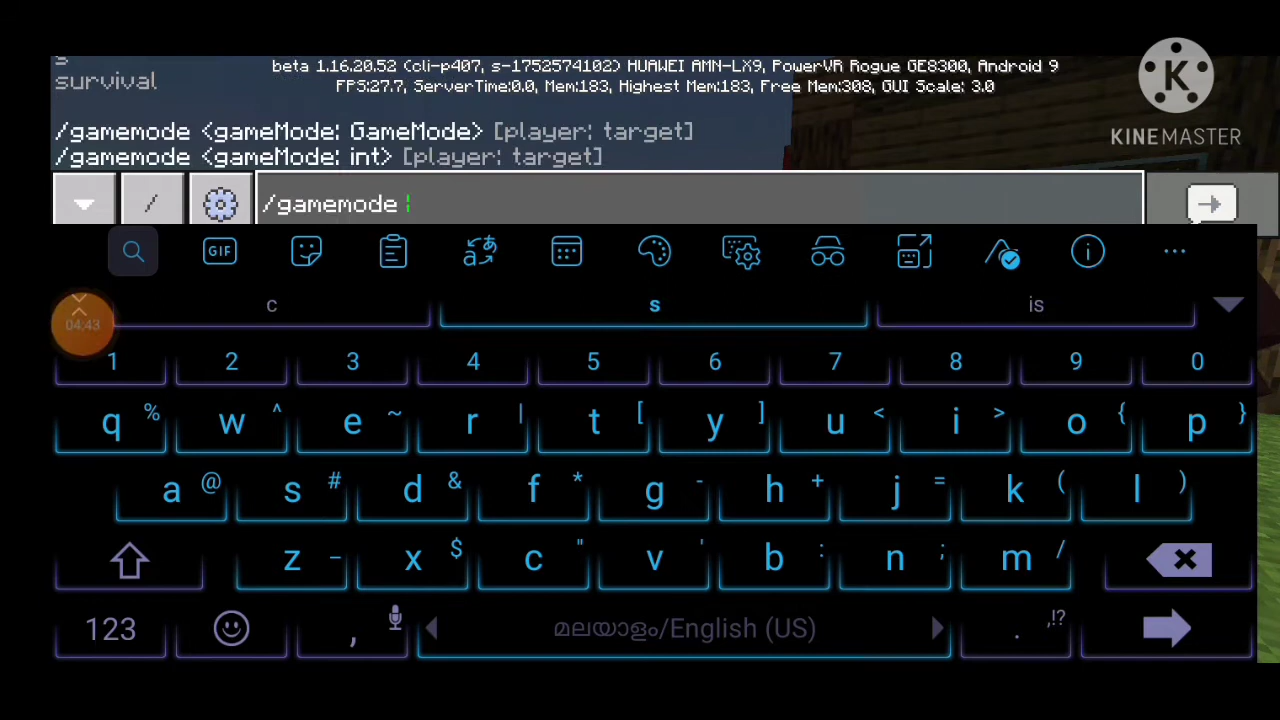 s
survival
beta 1.16.20.52 (cli-p407, s-1752574102) HUAWEI AMN-LX9, PowerVR Rogue GE8300, Android 9
FPS:27.7, ServerTime:0.0, Mem:183, Highest Mem:183, Free Mem:308, GUI Scale: 3.0
K
KINEMASTER
/gamemode <gameMode: GameMode> [player: target]
/gamemode <gameMode: int> [player: target]
/ /gamemode
GIF
04:43
c s is
1 2 3 4 5 6 7 8 9 0
q % w ^ e ~ r | t [ y ] u < i > o { p }
a @ s # d & f * g - h + j = k ( l )
z _ x $ c " v ' b : n ; m /
123 , മലയാളം/English (US) . ,!?